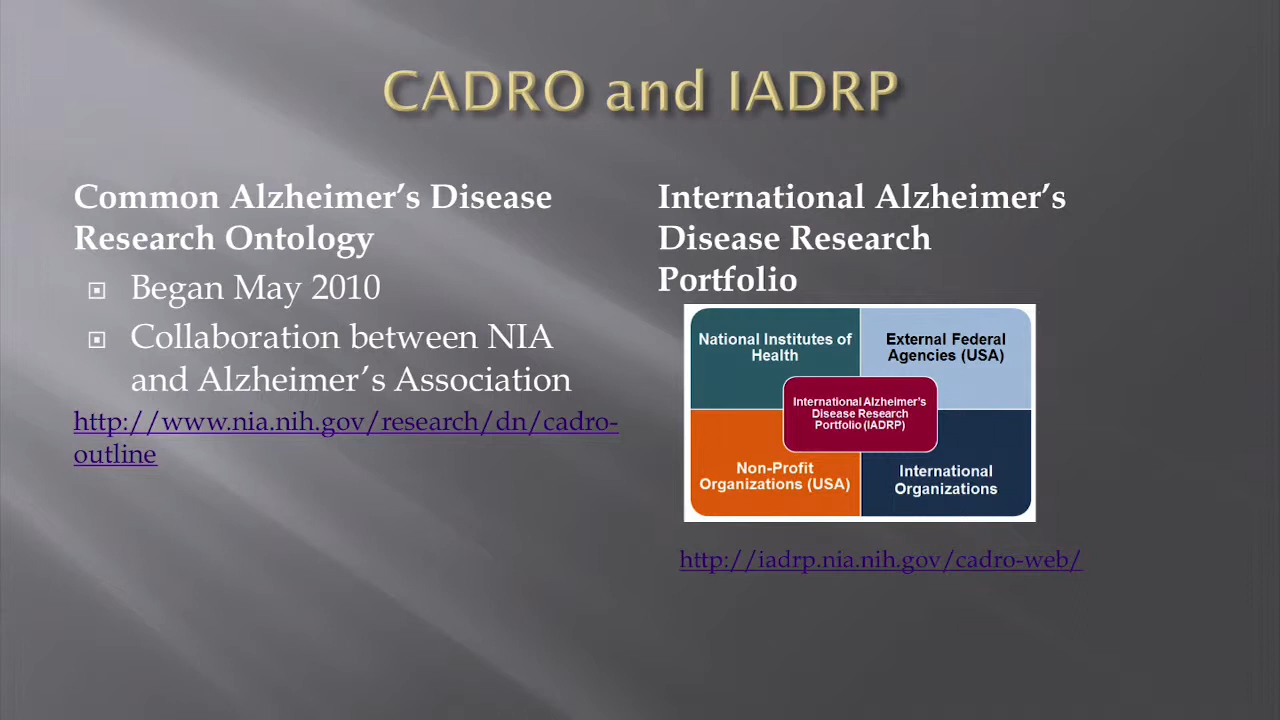 CADRO and IADRP
Common Alzheimer’s Disease
Research Ontology
Began May 2010
Collaboration between NIA
and Alzheimer’s Association
http://www.nia.nih.gov/research/dn/cadro-
outline
International Alzheimer’s
Disease Research
Portfolio
National Institutes of
Health
External Federal
Agencies (USA)
International Alzheimer's
Disease Research
Portfolio (IADRP)
Non-Profit
Organizations (USA)
International
Organizations
http://iadrp.nia.nih.gov/cadro-web/